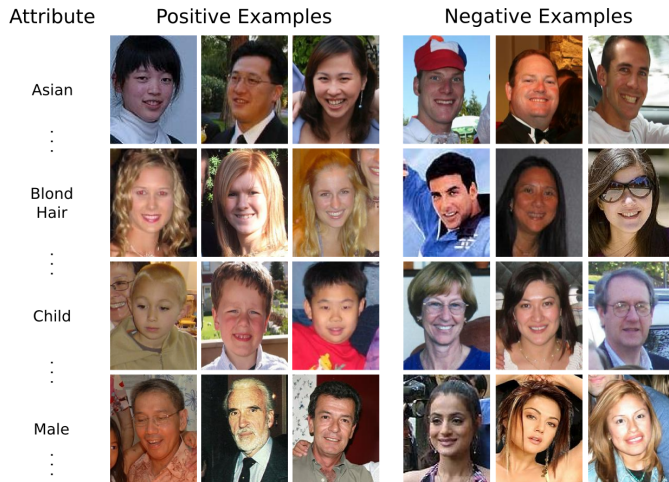 Attribute
Positive Examples
Negative Examples
Asian
Blond
Hair
Child
Male